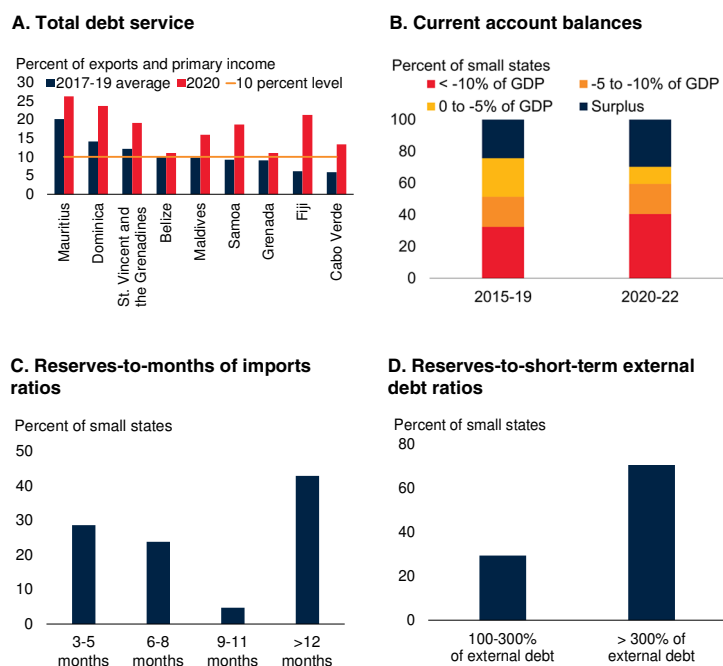 A. Total debt service
Percent of exports and primary income
2017-19 average
2020
10 percent level
30
25
20
15
10
5
0
Mauritius
Dominica
St. Vincent and
the Grenadines
Belize
Maldives
Samoa
Grenada
Fiji
Cabo Verde
B. Current account balances
Percent of small states
< -10% of GDP
-5 to -10% of GDP
0 to -5% of GDP
Surplus
100
80
60
40
20
0
2015-19
2020-22
C. Reserves-to-months of imports
ratios
Percent of small states
50
40
30
20
10
0
3-5
months
6-8
months
9-11
months
>12
months
D. Reserves-to-short-term external
debt ratios
Percent of small states
80
60
40
20
0
100-300%
of external debt
> 300% of
external debt